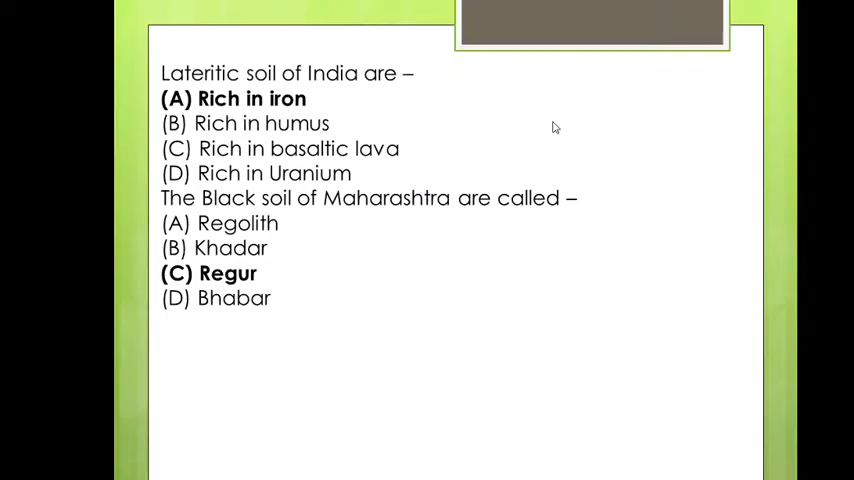 Lateritic soil of India are –
(A) Rich in iron
(B) Rich in humus
(C) Rich in basaltic lava
(D) Rich in Uranium
The Black soil of Maharashtra are called –
(A) Regolith
(B) Khadar
(C) Regur
(D) Bhabar